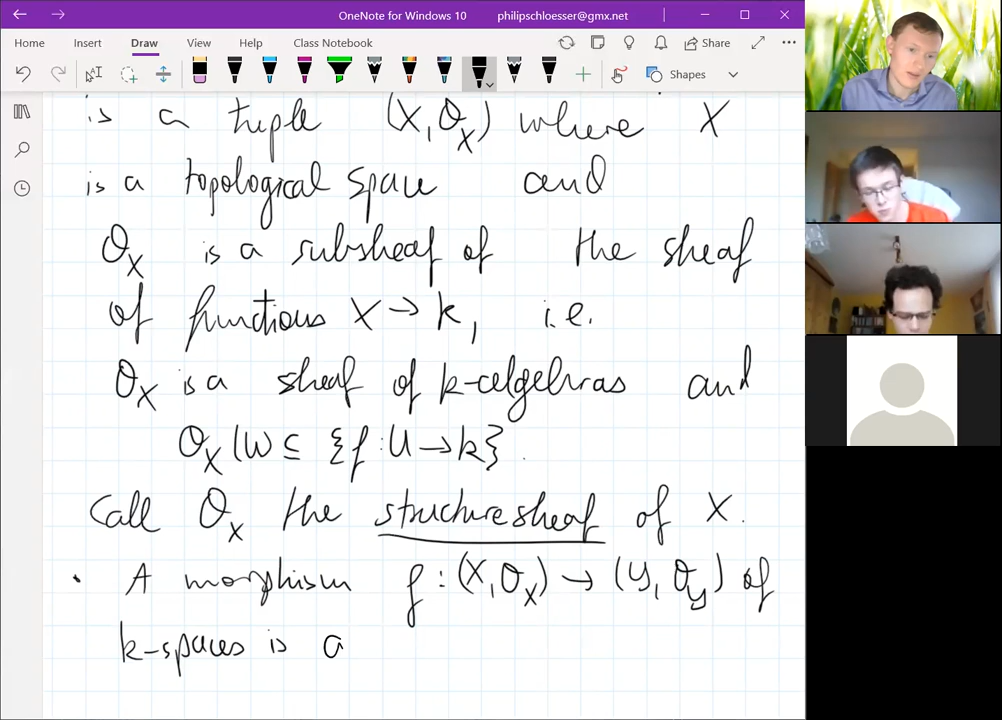 OneNote for Windows 10
philipschloesser@gmx.net
Home Insert Draw View Help Class Notebook Share
Shapes
is a tuple (X, O_X) where X
is a topological space and
O_X is a subsheaf of the sheaf
of functions X → k, i.e.
O_X is a sheaf of k-algebras and
O_X(U) ⊆ {f : U → k}.
Call O_X the structure sheaf of X.
• A morphism f : (X, O_X) → (Y, O_Y) of
k-spaces is a